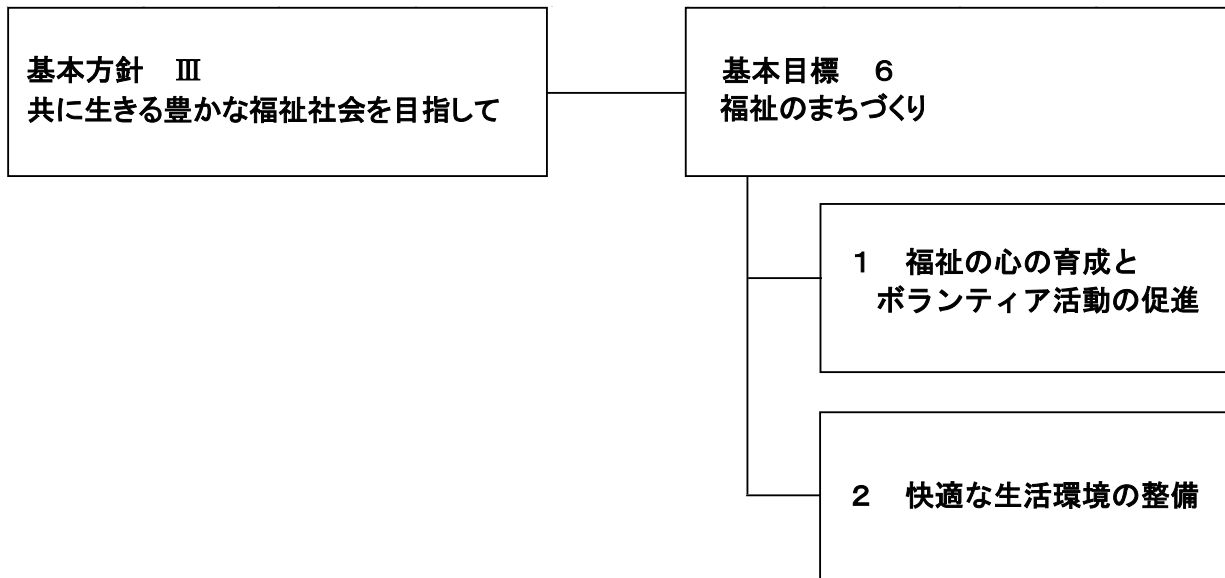 基本方針　Ⅲ
共に生きる豊かな福祉社会を目指して
基本目標　６
福祉のまちづくり
１　福祉の心の育成と
ボランティア活動の促進
２　快適な生活環境の整備